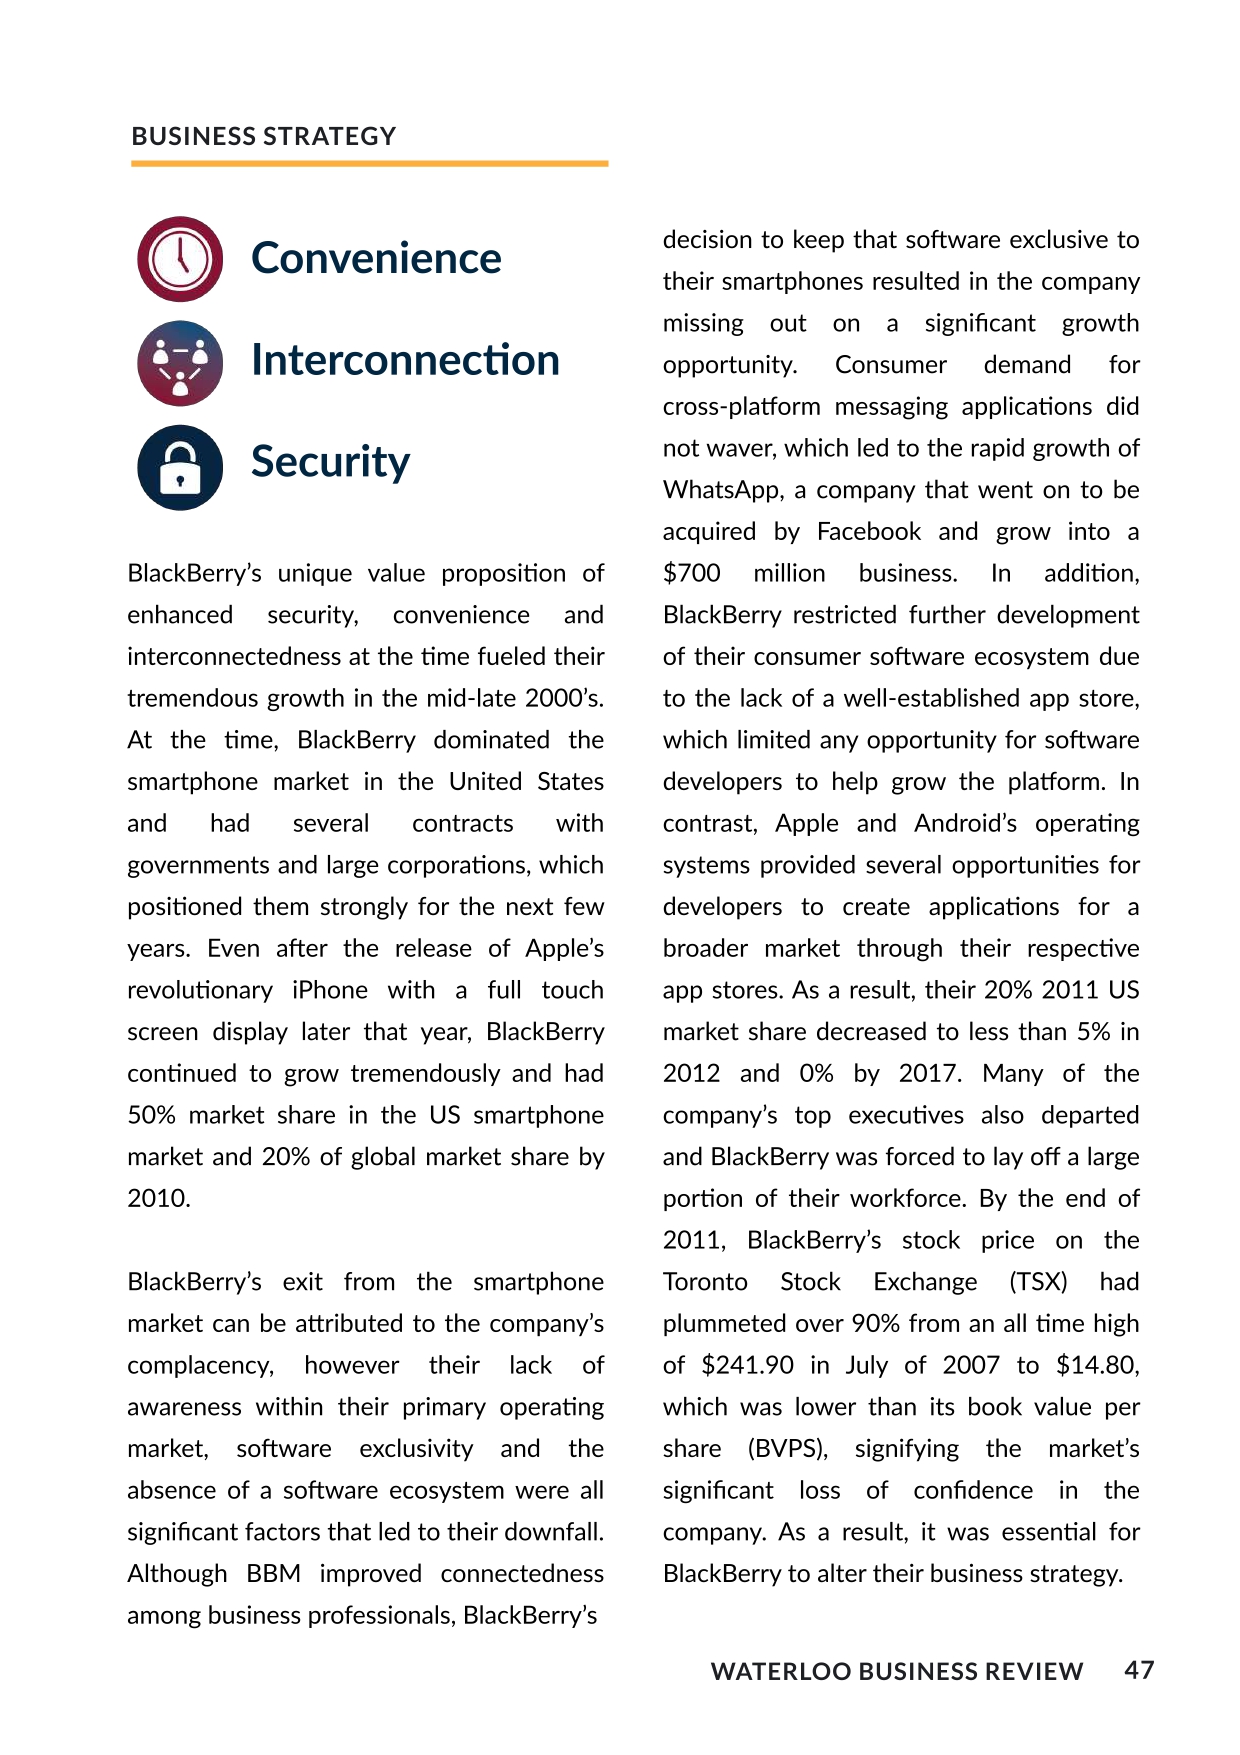 BUSINESS STRATEGY
Convenience
Interconnection
Security
BlackBerry’s unique value proposition of
enhanced security, convenience and
interconnectedness at the time fueled their
tremendous growth in the mid-late 2000’s.
At the time, BlackBerry dominated the
smartphone market in the United States
and had several contracts with
governments and large corporations, which
positioned them strongly for the next few
years. Even after the release of Apple’s
revolutionary iPhone with a full touch
screen display later that year, BlackBerry
continued to grow tremendously and had
50% market share in the US smartphone
market and 20% of global market share by
2010.
BlackBerry’s exit from the smartphone
market can be attributed to the company’s
complacency, however their lack of
awareness within their primary operating
market, software exclusivity and the
absence of a software ecosystem were all
significant factors that led to their downfall.
Although BBM improved connectedness
among business professionals, BlackBerry’s
decision to keep that software exclusive to
their smartphones resulted in the company
missing out on a significant growth
opportunity. Consumer demand for
cross-platform messaging applications did
not waver, which led to the rapid growth of
WhatsApp, a company that went on to be
acquired by Facebook and grow into a
$700 million business. In addition,
BlackBerry restricted further development
of their consumer software ecosystem due
to the lack of a well-established app store,
which limited any opportunity for software
developers to help grow the platform. In
contrast, Apple and Android’s operating
systems provided several opportunities for
developers to create applications for a
broader market through their respective
app stores. As a result, their 20% 2011 US
market share decreased to less than 5% in
2012 and 0% by 2017. Many of the
company’s top executives also departed
and BlackBerry was forced to lay off a large
portion of their workforce. By the end of
2011, BlackBerry’s stock price on the
Toronto Stock Exchange (TSX) had
plummeted over 90% from an all time high
of $241.90 in July of 2007 to $14.80,
which was lower than its book value per
share (BVPS), signifying the market’s
significant loss of confidence in the
company. As a result, it was essential for
BlackBerry to alter their business strategy.
WATERLOO BUSINESS REVIEW 47